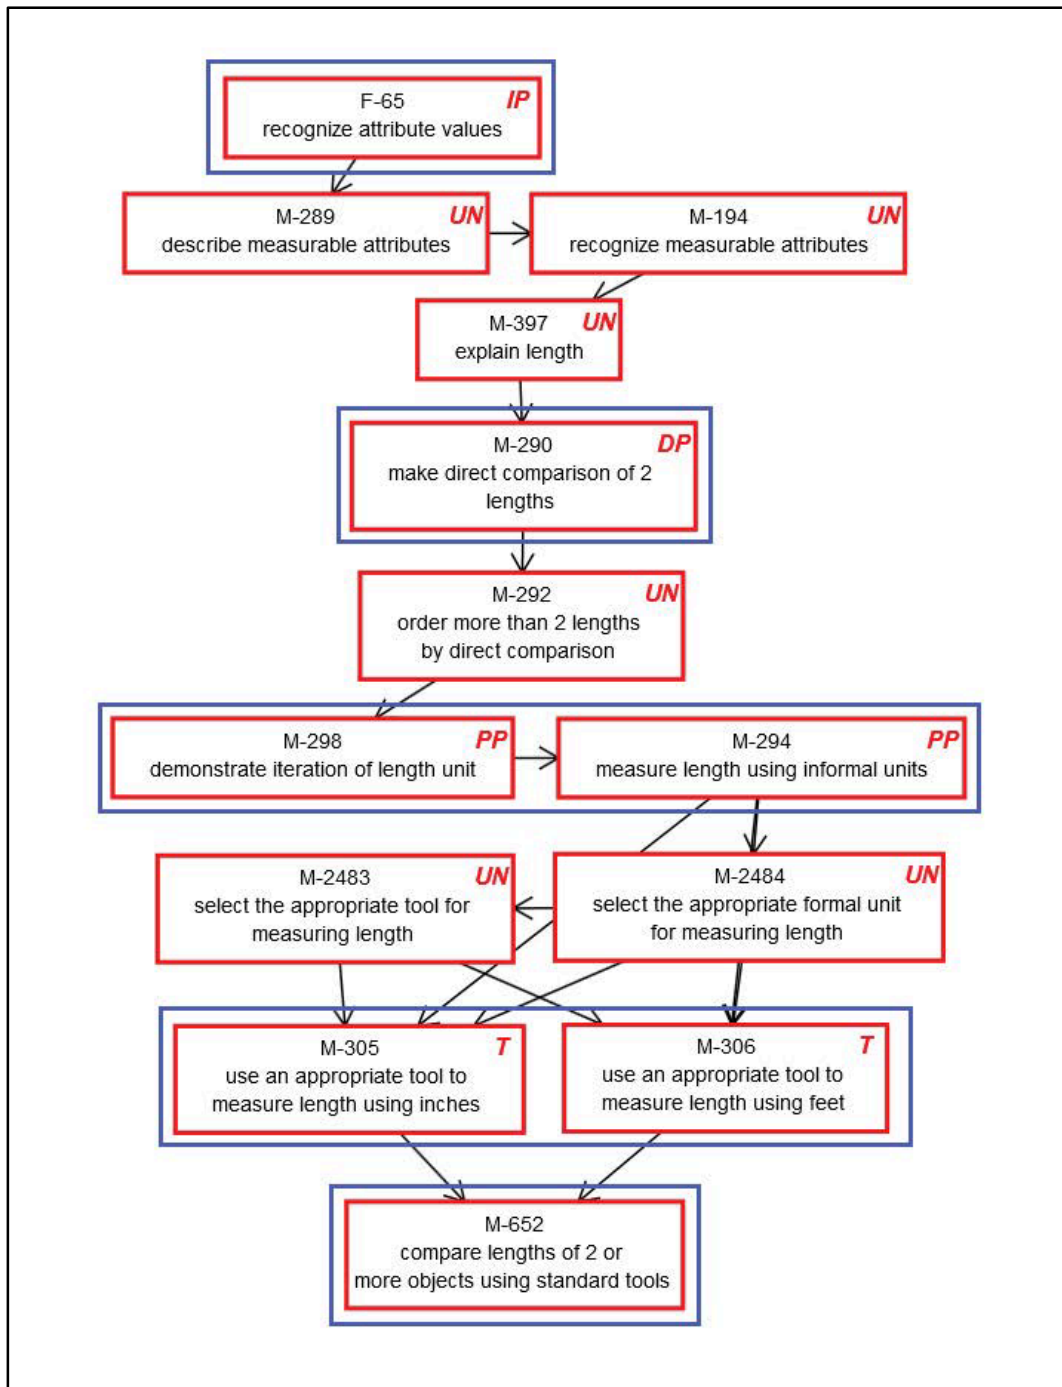 F-65 IP
recognize attribute values
M-289 UN
describe measurable attributes
M-194 UN
recognize measurable attributes
M-397 UN
explain length
M-290 DP
make direct comparison of 2
lengths
M-292 UN
order more than 2 lengths
by direct comparison
M-298 PP
demonstrate iteration of length unit
M-294 PP
measure length using informal units
M-2483 UN
select the appropriate tool for
measuring length
M-2484 UN
select the appropriate formal unit
for measuring length
M-305 T
use an appropriate tool to
measure length using inches
M-306 T
use an appropriate tool to
measure length using feet
M-652
compare lengths of 2 or
more objects using standard tools